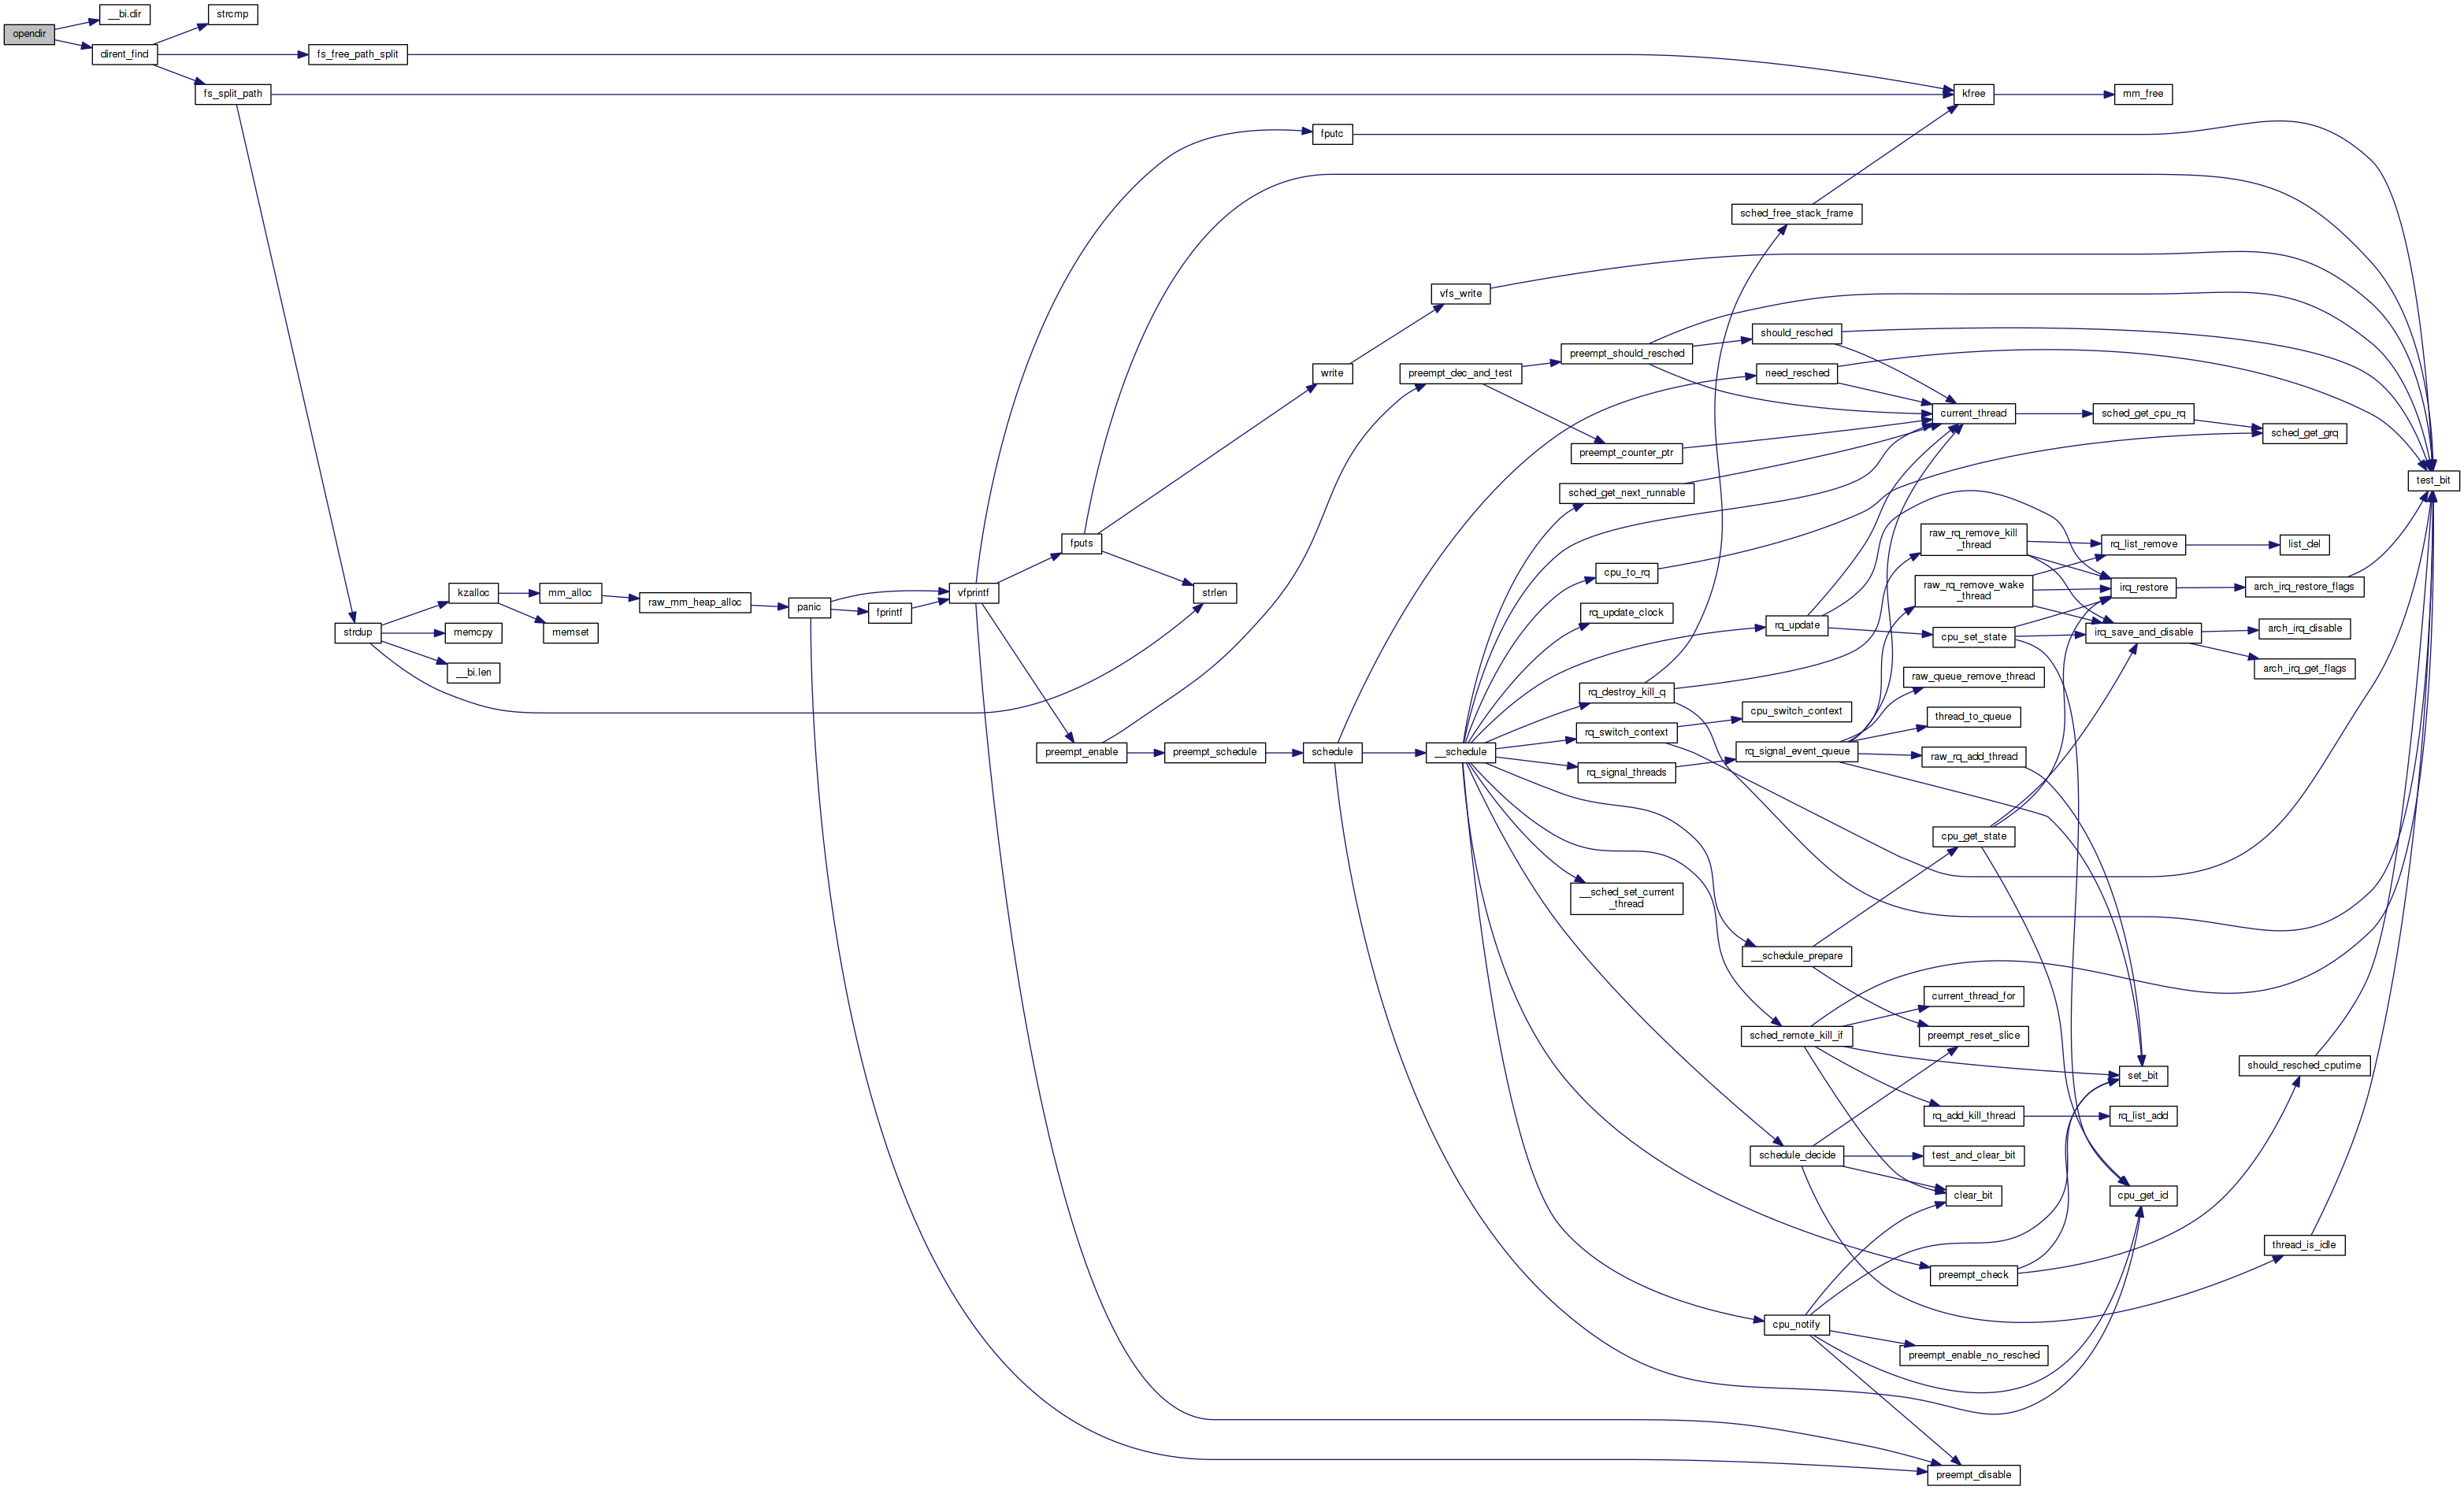 opendir
__bi.dir
dirent_find
strcmp
fs_free_path_split
fs_split_path
kfree
mm_free
fputc
sched_free_stack_frame
vfs_write
write
preempt_dec_and_test
preempt_should_resched
should_resched
need_resched
current_thread
sched_get_cpu_rq
sched_get_grq
preempt_counter_ptr
test_bit
sched_get_next_runnable
fputs
strlen
raw_rq_remove_kill
_thread
rq_list_remove
list_del
cpu_to_rq
raw_rq_remove_wake
_thread
irq_restore
arch_irq_restore_flags
kzalloc
mm_alloc
raw_mm_heap_alloc
panic
fprintf
vfprintf
rq_update_clock
strdup
memcpy
memset
__bi.len
rq_update
cpu_set_state
irq_save_and_disable
arch_irq_disable
arch_irq_get_flags
rq_destroy_kill_q
raw_queue_remove_thread
cpu_switch_context
thread_to_queue
rq_switch_context
preempt_enable
preempt_schedule
schedule
__schedule
rq_signal_event_queue
raw_rq_add_thread
rq_signal_threads
cpu_get_state
__sched_set_current
_thread
__schedule_prepare
current_thread_for
sched_remote_kill_if
preempt_reset_slice
should_resched_cputime
set_bit
rq_add_kill_thread
rq_list_add
schedule_decide
test_and_clear_bit
clear_bit
cpu_get_id
thread_is_idle
preempt_check
cpu_notify
preempt_enable_no_resched
preempt_disable